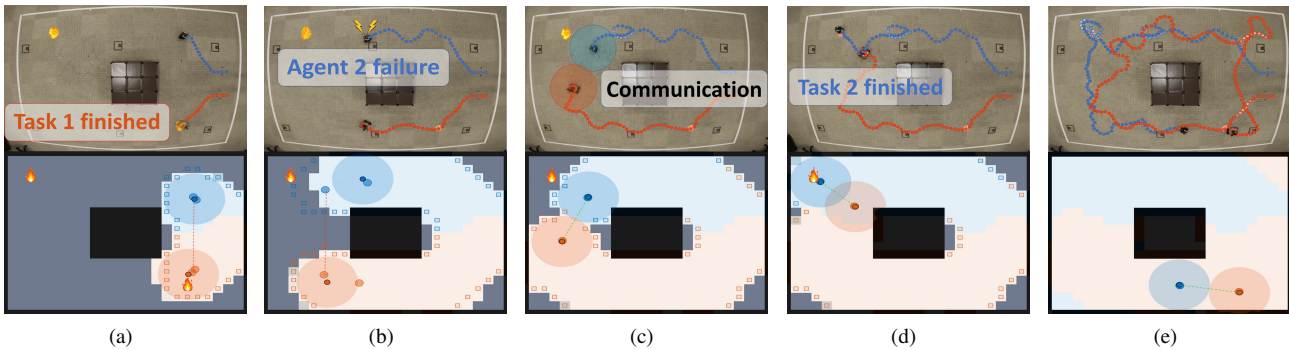 Task 1 finished
Agent 2 failure
Communication
Task 2 finished
(a)
(b)
(c)
(d)
(e)